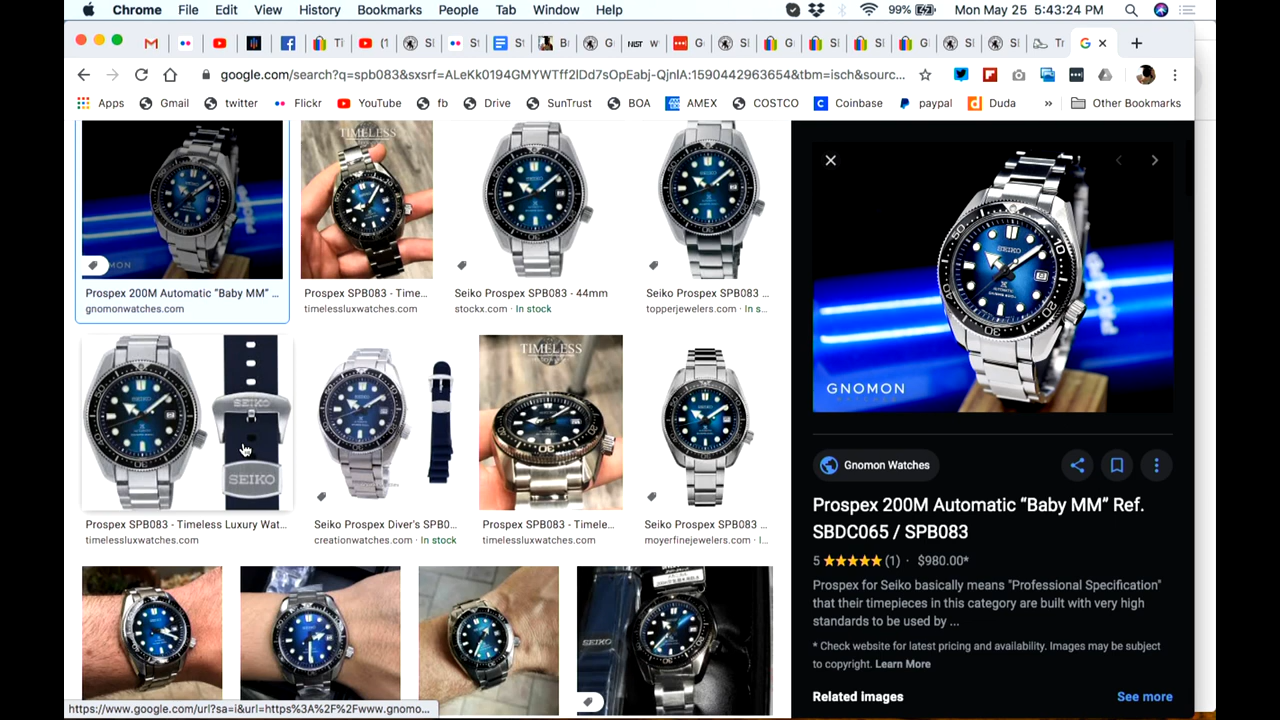 Chrome File Edit View History Bookmarks People Tab Window Help 99% Mon May 25 5:43:24 PM
google.com/search?q=spb083&sxsrf=ALeKk0194GMYWTff2lDd7sOpEabj-QjnlA:1590442963654&tbm=isch&sourc...
Apps Gmail twitter Flickr YouTube fb Drive SunTrust BOA AMEX COSTCO Coinbase paypal Duda » Other Bookmarks
TIMELESS
Prospex 200M Automatic “Baby MM” ...
gnomonwatches.com
Prospex SPB083 - Time...
timelessluxwatches.com
Seiko Prospex SPB083 - 44mm
stockx.com · In stock
Seiko Prospex SPB083 ...
topperjewelers.com · In s...
SEIKO
SEIKO
TIMELESS
Prospex SPB083 - Timeless Luxury Wat...
timelessluxwatches.com
Seiko Prospex Diver's SPB0...
creationwatches.com · In stock
Prospex SPB083 - Timele...
timelessluxwatches.com
Seiko Prospex SPB083 ...
moyerfinejewelers.com · I...
SEIKO
https://www.google.com/url?sa=i&url=https%3A%2F%2Fwww.gnomo...
SEIKO
GNOMON
Gnomon Watches
Prospex 200M Automatic “Baby MM” Ref.
SBDC065 / SPB083
5 ★★★★★ (1) · $980.00*
Prospex for Seiko basically means "Professional Specification"
that their timepieces in this category are built with very high
standards to be used by ...
* Check website for latest pricing and availability. Images may be subject
to copyright. Learn More
Related images See more